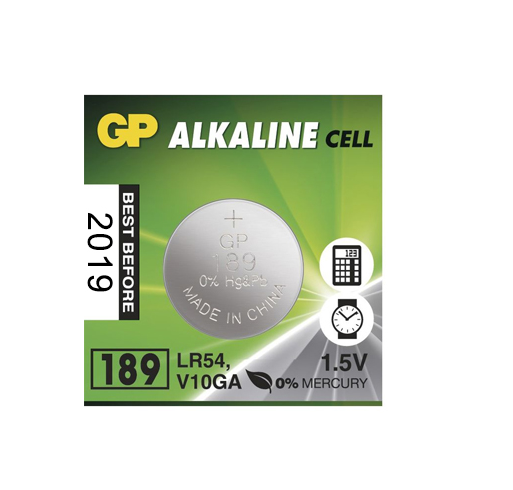 GP ALKALINE CELL
BEST BEFORE
2019
+
GP
189
0% Hg&Pb
MADE IN CHINA
123
189
LR54,
V10GA
1.5V
0% MERCURY